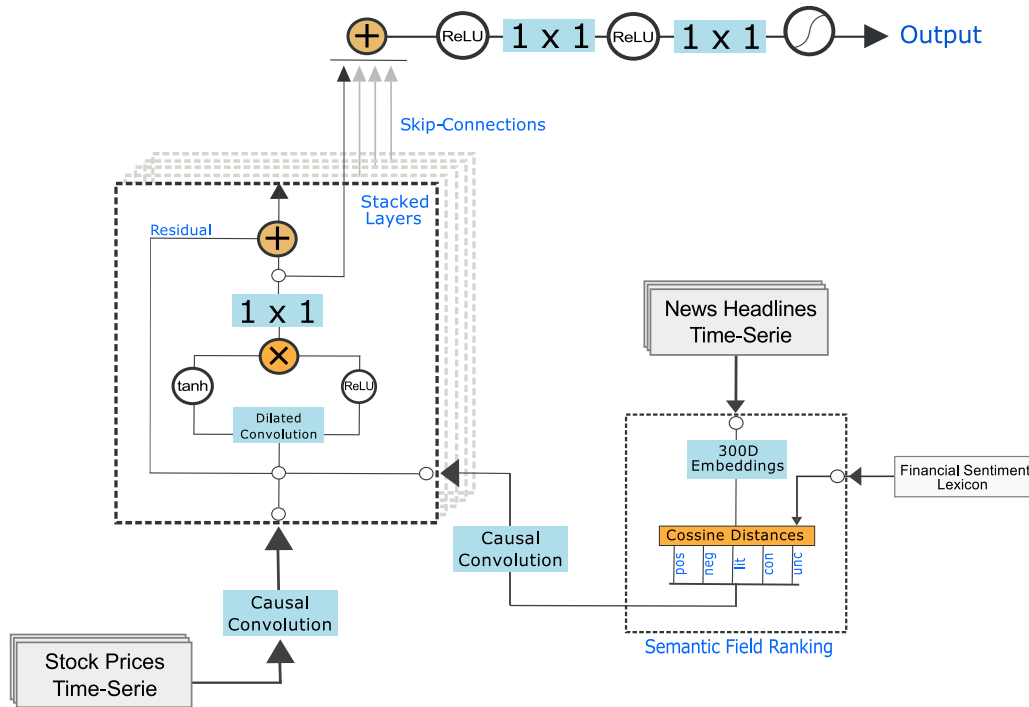 ReLU
1 x 1
ReLU
1 x 1
Output
Skip-Connections
Stacked
Layers
Residual
1 x 1
tanh
ReLU
Dilated
Convolution
News Headlines
Time-Serie
300D
Embeddings
Financial Sentiment
Lexicon
Cossine Distances
pos
neg
lit
con
unc
Semantic Field Ranking
Causal
Convolution
Causal
Convolution
Stock Prices
Time-Serie